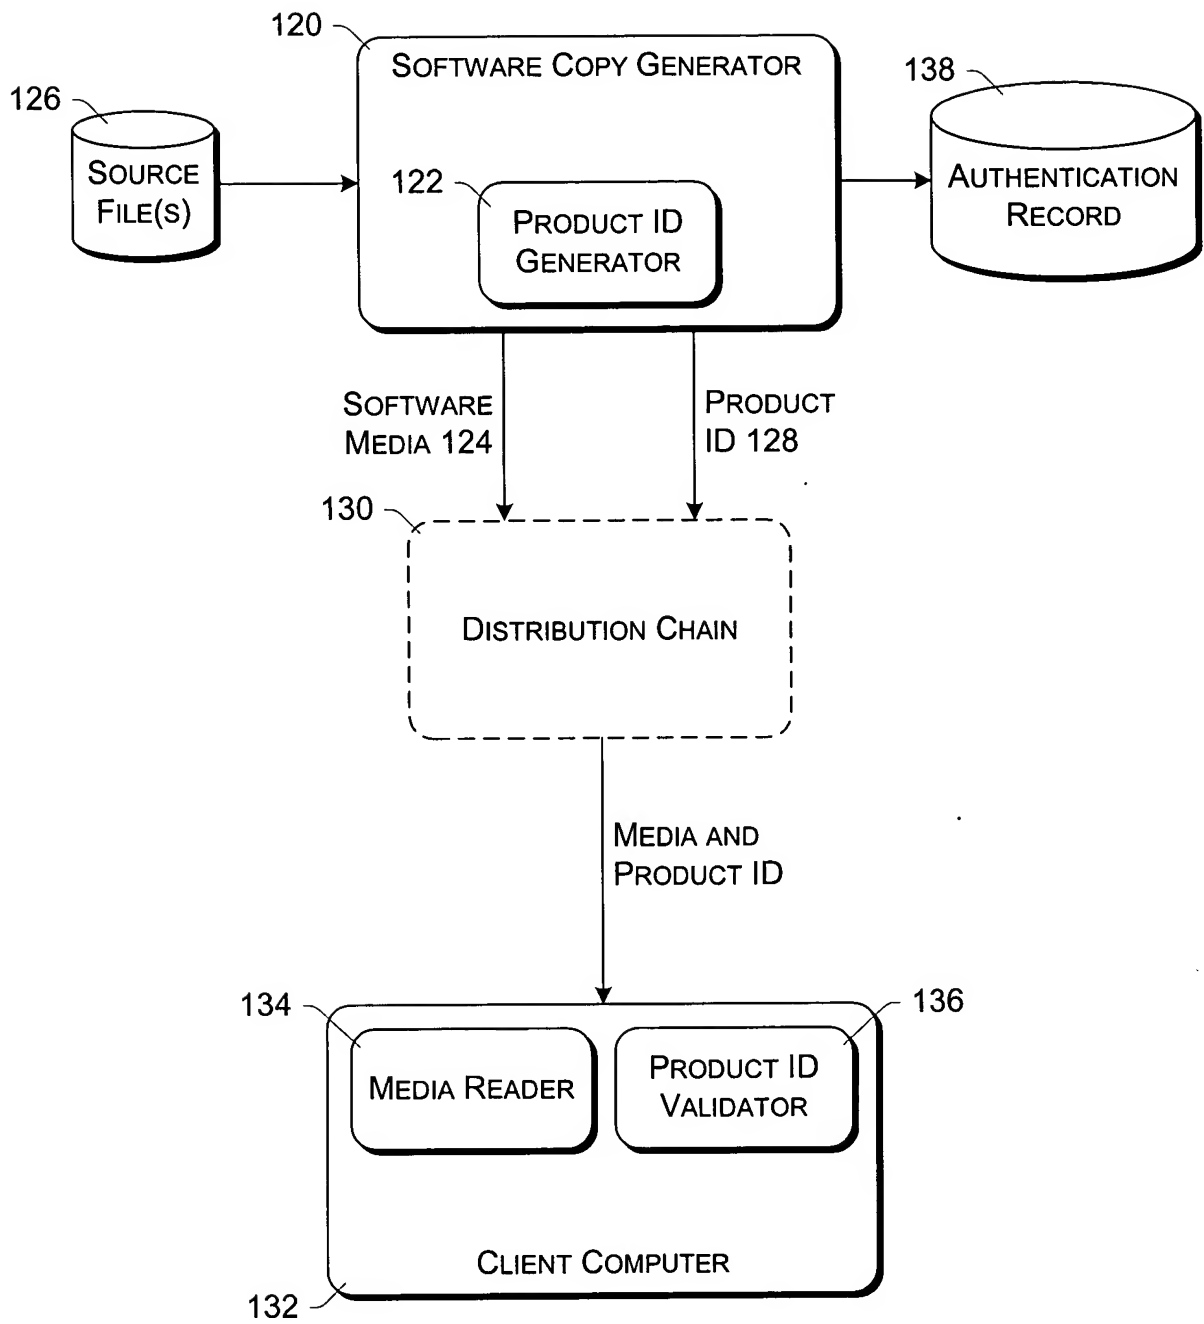 120
SOFTWARE COPY GENERATOR
138
126
SOURCE
FILE(S)
122
PRODUCT ID
GENERATOR
AUTHENTICATION
RECORD
SOFTWARE
MEDIA 124
PRODUCT
ID 128
130
DISTRIBUTION CHAIN
MEDIA AND
PRODUCT ID
134
136
MEDIA READER
PRODUCT ID
VALIDATOR
CLIENT COMPUTER
132